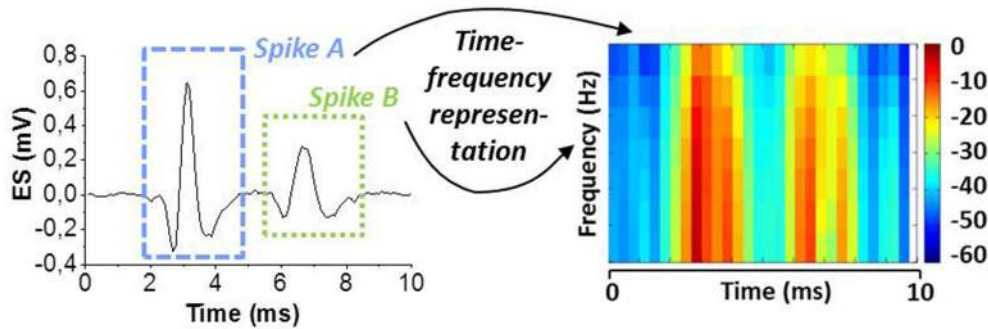 Spike A
Spike B
0,8
0,6
0,4
0,2
0,0
-0,2
-0,4
ES (mV)
0 2 4 6 8 10
Time (ms)
Time-
frequency
represen-
tation
Frequency (Hz)
0
-10
-20
-30
-40
-50
-60
0 Time (ms) 10